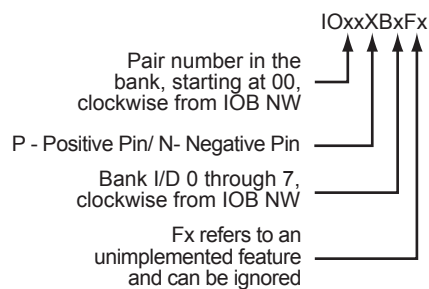 IOxxXBxFx
Pair number in the
bank, starting at 00,
clockwise from IOB NW
P - Positive Pin/ N- Negative Pin
Bank I/D 0 through 7,
clockwise from IOB NW
Fx refers to an
unimplemented feature
and can be ignored